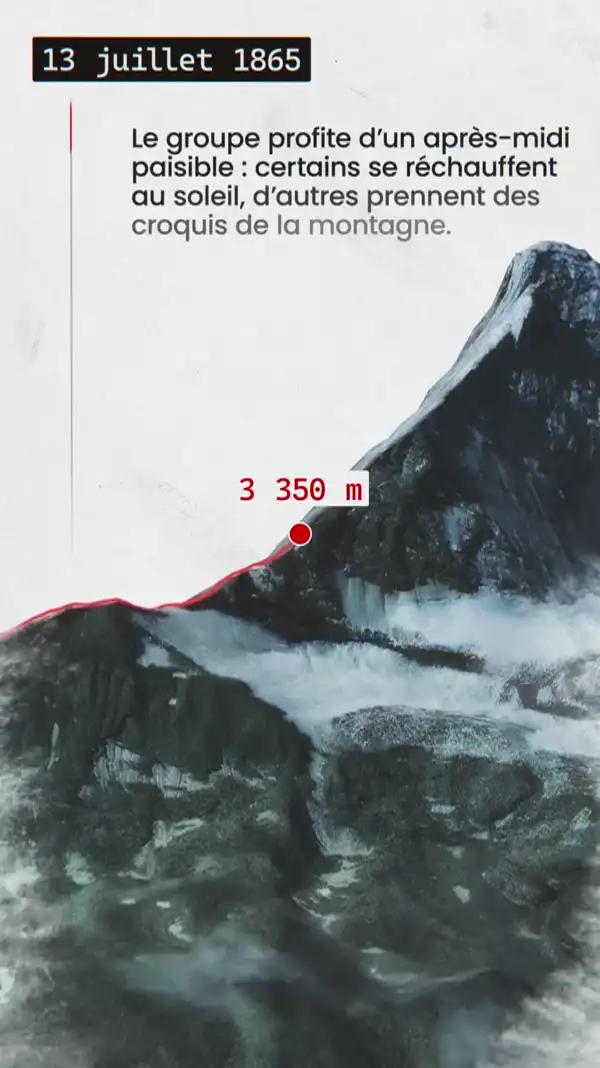 13 juillet 1865
Le groupe profite d’un après-midi
paisible : certains se réchauffent
au soleil, d’autres prennent des
croquis de la montagne.
3 350 m